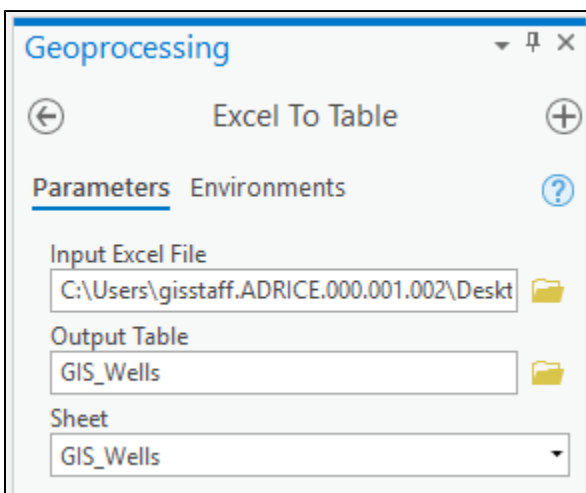 Geoprocessing
Excel To Table
Parameters Environments
Input Excel File
C:\Users\gisstaff.ADRICE.000.001.002\Deskt
Output Table
GIS_Wells
Sheet
GIS_Wells